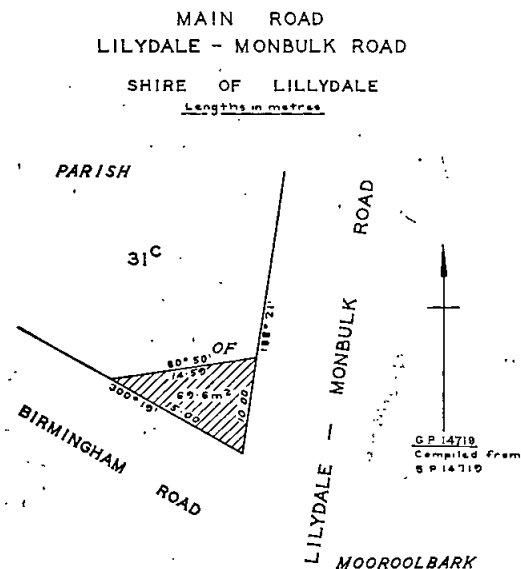 MAIN ROAD
LILYDALE - MONBULK ROAD
SHIRE OF LILLYDALE
Lengths in metres
PARISH
31C
OF
80° 50'
14.59
69.6m²
300° 19'
15.00
10.00
188° 21'
BIRMINGHAM ROAD
LILYDALE - MONBULK ROAD
G P 14719
Compiled from
S P 14719
MOOROOLBARK